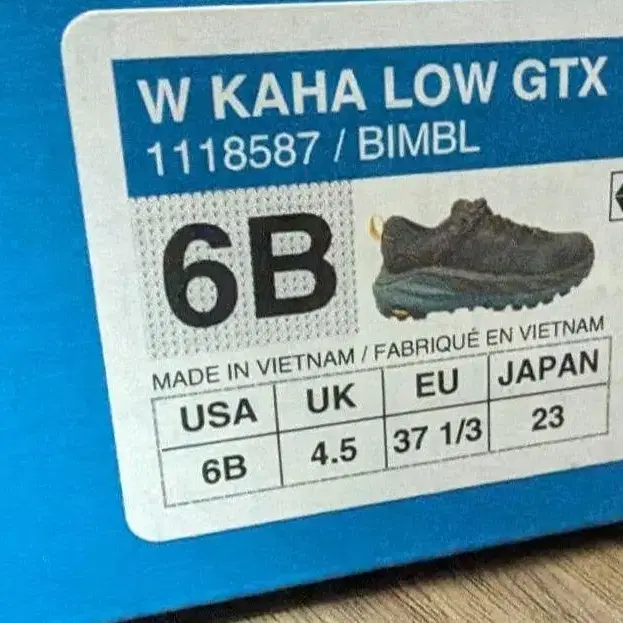 W KAHA LOW GTX
1118587 / BIMBL
6B
MADE IN VIETNAM / FABRIQUÉ EN VIETNAM
USA UK EU JAPAN
6B 4.5 37 1/3 23